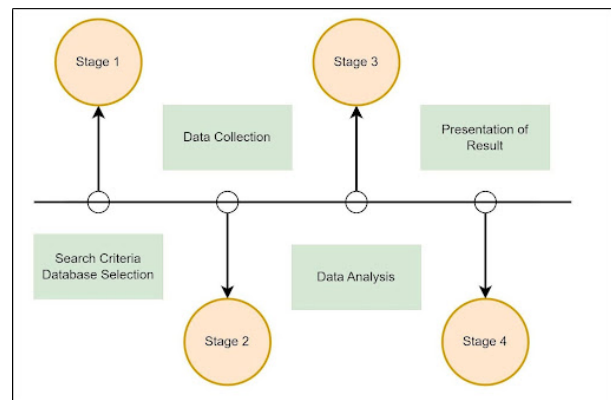 Stage 1
Stage 3
Data Collection
Presentation of
Result
Search Criteria
Database Selection
Data Analysis
Stage 2
Stage 4